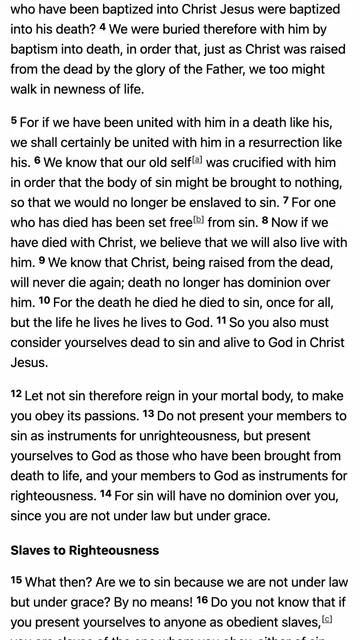 who have been baptized into Christ Jesus were baptized
into his death? 4 We were buried therefore with him by
baptism into death, in order that, just as Christ was raised
from the dead by the glory of the Father, we too might
walk in newness of life.
5 For if we have been united with him in a death like his,
we shall certainly be united with him in a resurrection like
his. 6 We know that our old self[a] was crucified with him
in order that the body of sin might be brought to nothing,
so that we would no longer be enslaved to sin. 7 For one
who has died has been set free[b] from sin. 8 Now if we
have died with Christ, we believe that we will also live with
him. 9 We know that Christ, being raised from the dead,
will never die again; death no longer has dominion over
him. 10 For the death he died he died to sin, once for all,
but the life he lives he lives to God. 11 So you also must
consider yourselves dead to sin and alive to God in Christ
Jesus.
12 Let not sin therefore reign in your mortal body, to make
you obey its passions. 13 Do not present your members to
sin as instruments for unrighteousness, but present
yourselves to God as those who have been brought from
death to life, and your members to God as instruments for
righteousness. 14 For sin will have no dominion over you,
since you are not under law but under grace.
Slaves to Righteousness
15 What then? Are we to sin because we are not under law
but under grace? By no means! 16 Do you not know that if
you present yourselves to anyone as obedient slaves,[c]